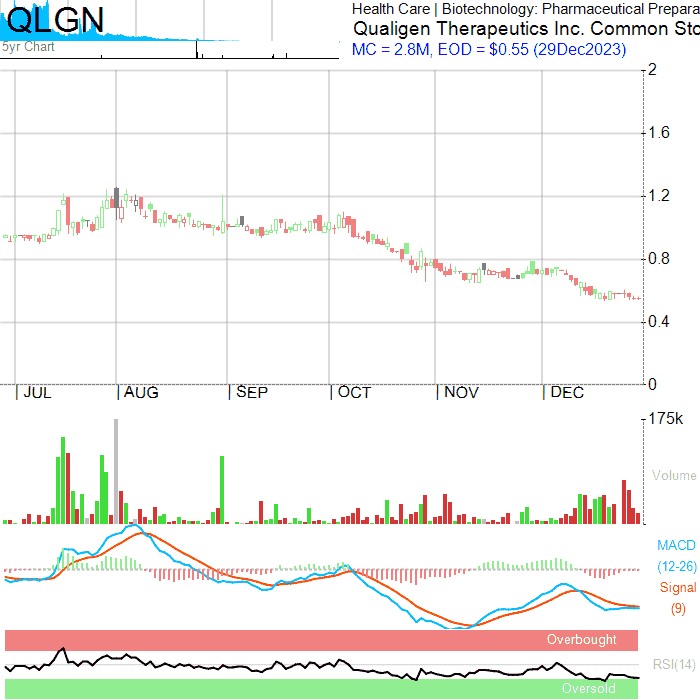 QLGN
5yr Chart
Health Care | Biotechnology: Pharmaceutical Prepara
Qualigen Therapeutics Inc. Common Sto
MC = 2.8M, EOD = $0.55 (29Dec2023)
2
1.6
1.2
0.8
0.4
0
| JUL | AUG | SEP | OCT | NOV | DEC
175k
Volume
MACD
(12-26)
Signal
(9)
Overbought
RSI(14)
Oversold